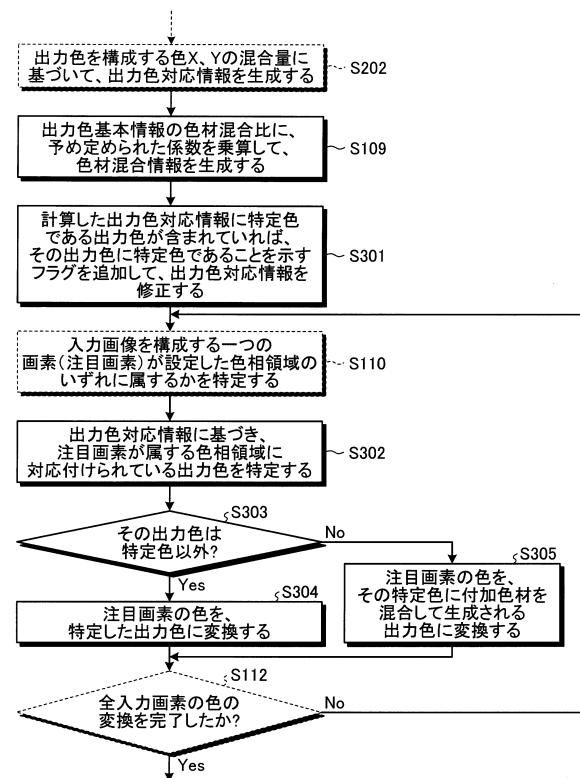 出力色を構成する色X、Yの混合量に
基づいて、出力色対応情報を生成する
S202
出力色基本情報の色材混合比に、
予め定められた係数を乗算して、
色材混合情報を生成する
S109
計算した出力色対応情報に特定色
である出力色が含まれていれば、
その出力色に特定色であることを示す
フラグを追加して、出力色対応情報を
修正する
S301
入力画像を構成する一つの
画素(注目画素)が設定した色相領域の
いずれに属するかを特定する
S110
出力色対応情報に基づき、
注目画素が属する色相領域に
対応付けられている出力色を特定する
S302
S303
その出力色は
特定色以外?
No
Yes
S304
注目画素の色を、
特定した出力色に変換する
S305
注目画素の色を、
その特定色に付加色材を
混合して生成される
出力色に変換する
S112
全入力画素の色の
変換を完了したか?
No
Yes